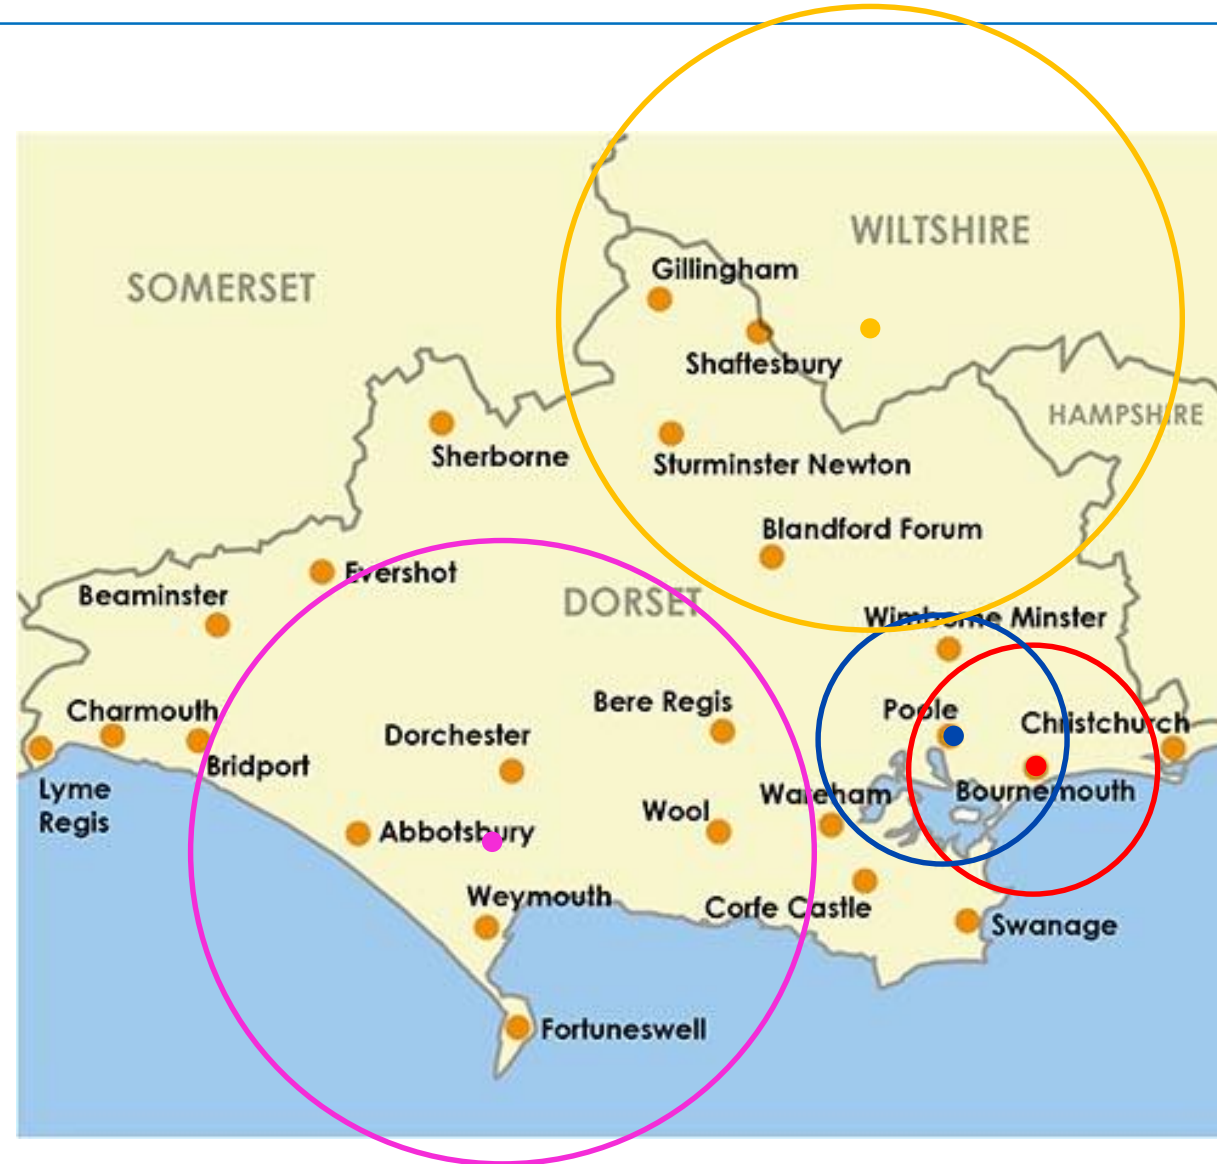 WILTSHIRE
Gillingham
SOMERSET
Shaftesbury
HAMPSHIRE
Sherborne
Sturminster Newton
Blandford Forum
Evershot
Beaminster
DORSET
Wimborne Minster
Bere Regis
Poole
Charmouth
Christchurch
Dorchester
Bridport
Lyme
Regis
Wareham
Bournemouth
Wool
Abbotsbury
Weymouth
Corfe Castle
Swanage
Fortuneswell